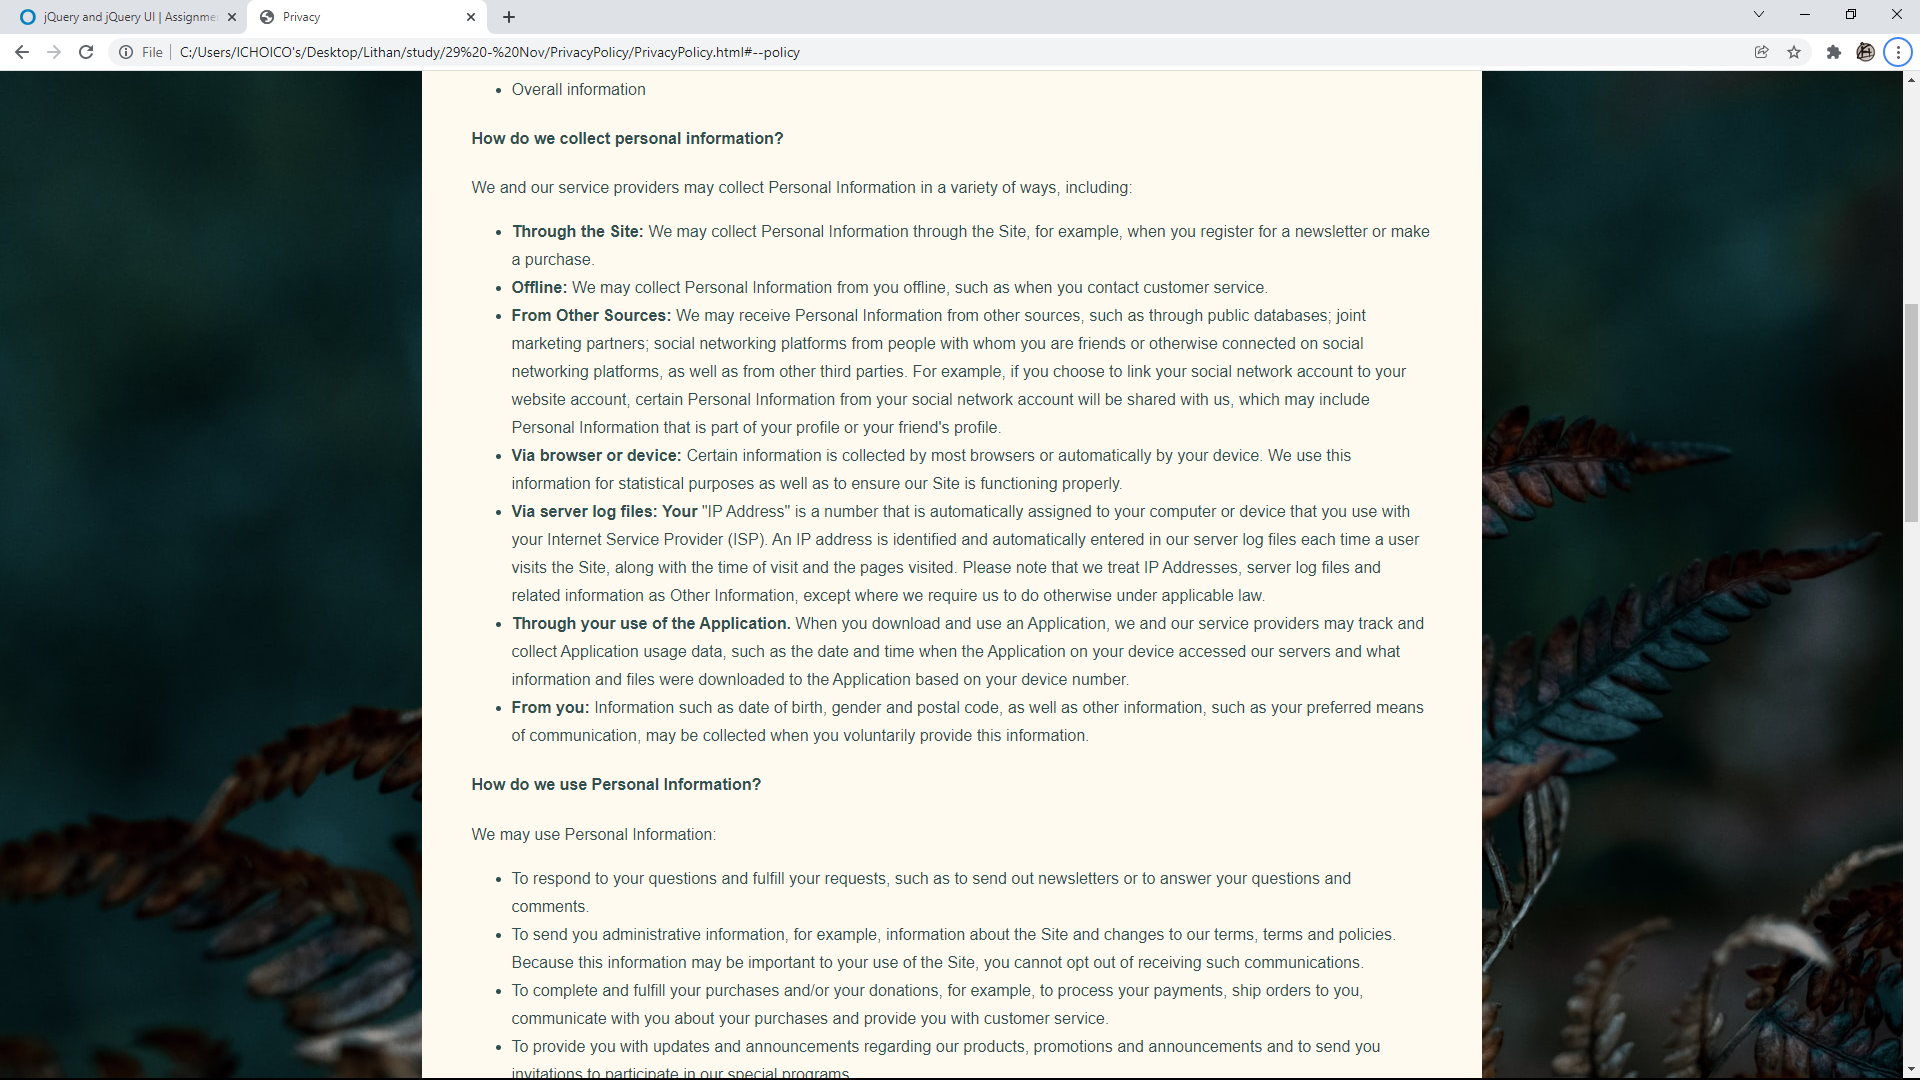 jQuery and jQuery UI | Assignme
Privacy
File
C:/Users/ICHOICO's/Desktop/Lithan/study/29%20-%20Nov/PrivacyPolicy/PrivacyPolicy.html#--policy
• Overall information
How do we collect personal information?
We and our service providers may collect Personal Information in a variety of ways, including:
• Through the Site: We may collect Personal Information through the Site, for example, when you register for a newsletter or make
a purchase.
• Offline: We may collect Personal Information from you offline, such as when you contact customer service.
• From Other Sources: We may receive Personal Information from other sources, such as through public databases; joint
marketing partners; social networking platforms from people with whom you are friends or otherwise connected on social
networking platforms, as well as from other third parties. For example, if you choose to link your social network account to your
website account, certain Personal Information from your social network account will be shared with us, which may include
Personal Information that is part of your profile or your friend's profile.
• Via browser or device: Certain information is collected by most browsers or automatically by your device. We use this
information for statistical purposes as well as to ensure our Site is functioning properly.
• Via server log files: Your "IP Address" is a number that is automatically assigned to your computer or device that you use with
your Internet Service Provider (ISP). An IP address is identified and automatically entered in our server log files each time a user
visits the Site, along with the time of visit and the pages visited. Please note that we treat IP Addresses, server log files and
related information as Other Information, except where we require us to do otherwise under applicable law.
• Through your use of the Application. When you download and use an Application, we and our service providers may track and
collect Application usage data, such as the date and time when the Application on your device accessed our servers and what
information and files were downloaded to the Application based on your device number.
• From you: Information such as date of birth, gender and postal code, as well as other information, such as your preferred means
of communication, may be collected when you voluntarily provide this information.
How do we use Personal Information?
We may use Personal Information:
• To respond to your questions and fulfill your requests, such as to send out newsletters or to answer your questions and
comments.
• To send you administrative information, for example, information about the Site and changes to our terms, terms and policies.
Because this information may be important to your use of the Site, you cannot opt out of receiving such communications.
• To complete and fulfill your purchases and/or your donations, for example, to process your payments, ship orders to you,
communicate with you about your purchases and provide you with customer service.
• To provide you with updates and announcements regarding our products, promotions and announcements and to send you
invitations to participate in our special programs.